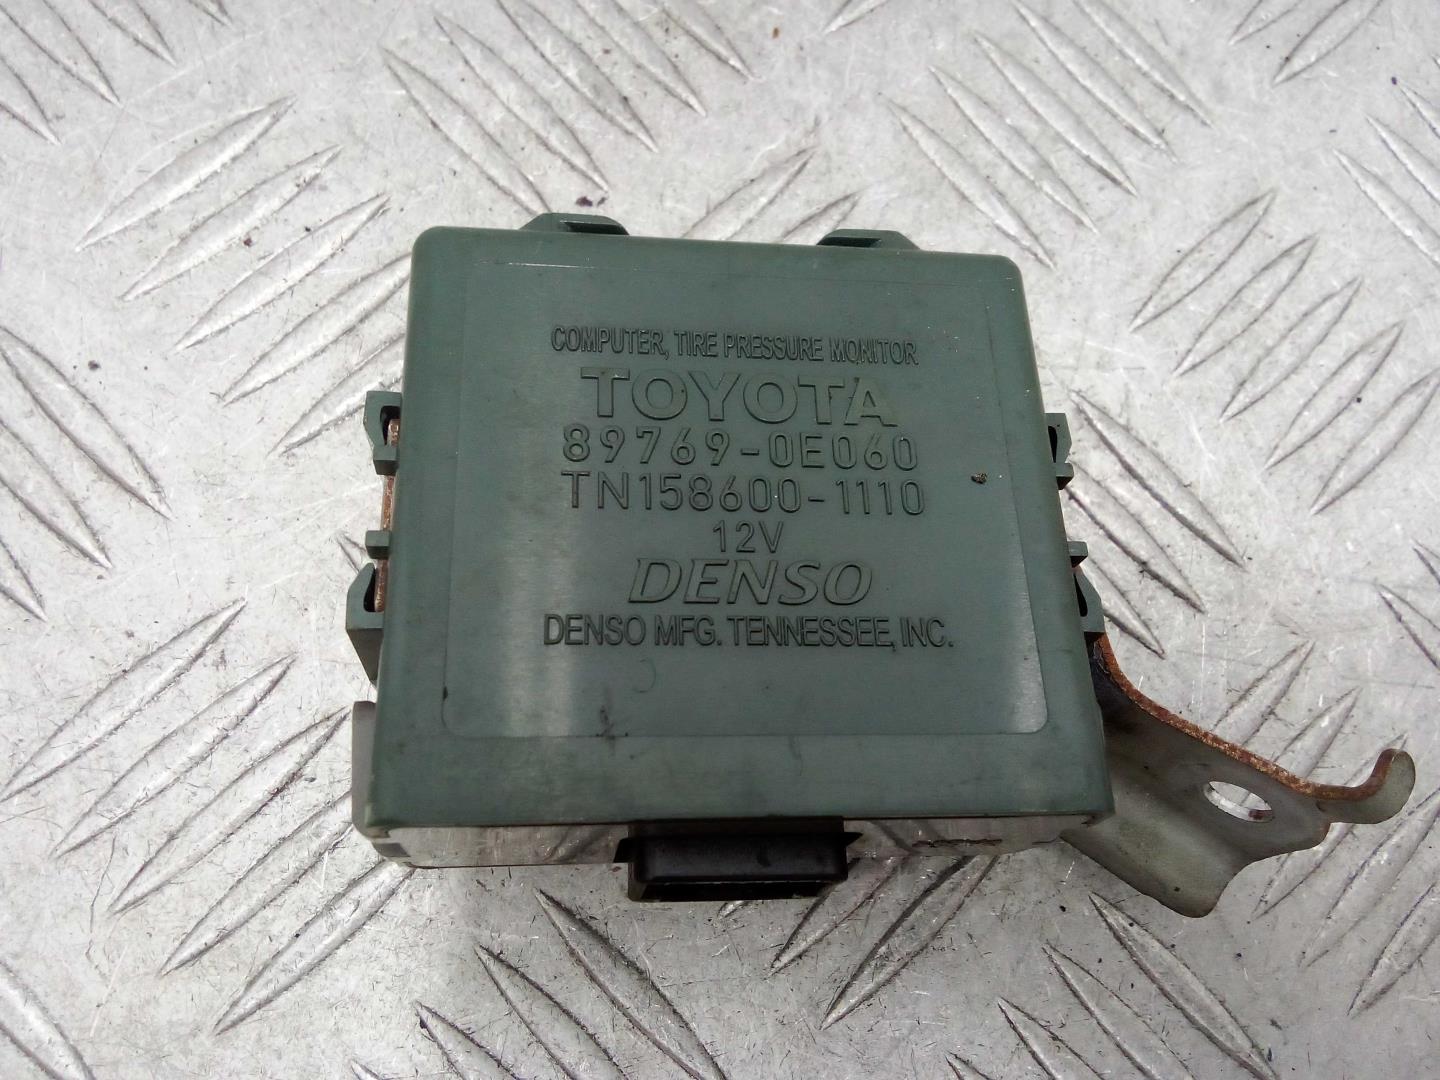 COMPUTER, TIRE PRESSURE MONITOR
TOYOTA
89769-0E060
TN158600-1110
12V
DENSO
DENSO MFG. TENNESSEE, INC.